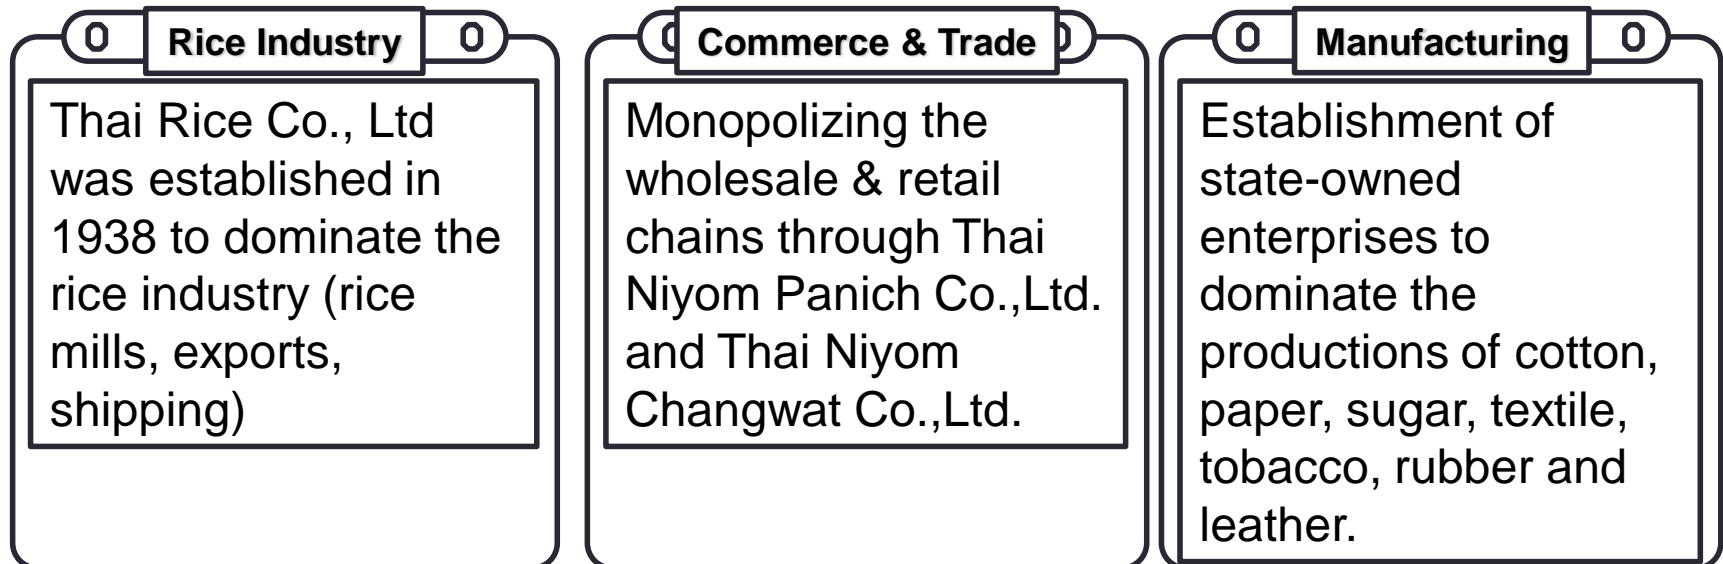 Rice Industry
Thai Rice Co., Ltd
was established in
1938 to dominate the
rice industry (rice
mills, exports,
shipping)
Commerce & Trade
Monopolizing the
wholesale & retail
chains through Thai
Niyom Panich Co.,Ltd.
and Thai Niyom
Changwat Co.,Ltd.
Manufacturing
Establishment of
state-owned
enterprises to
dominate the
productions of cotton,
paper, sugar, textile,
tobacco, rubber and
leather.